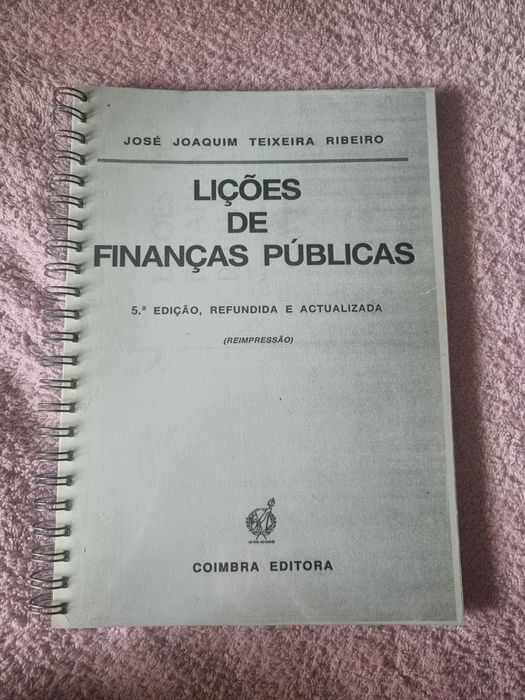 JOSÉ JOAQUIM TEIXEIRA RIBEIRO
LIÇÕES
DE
FINANÇAS PÚBLICAS
5.ª EDIÇÃO, REFUNDIDA E ACTUALIZADA
(REIMPRESSÃO)
COIMBRA EDITORA